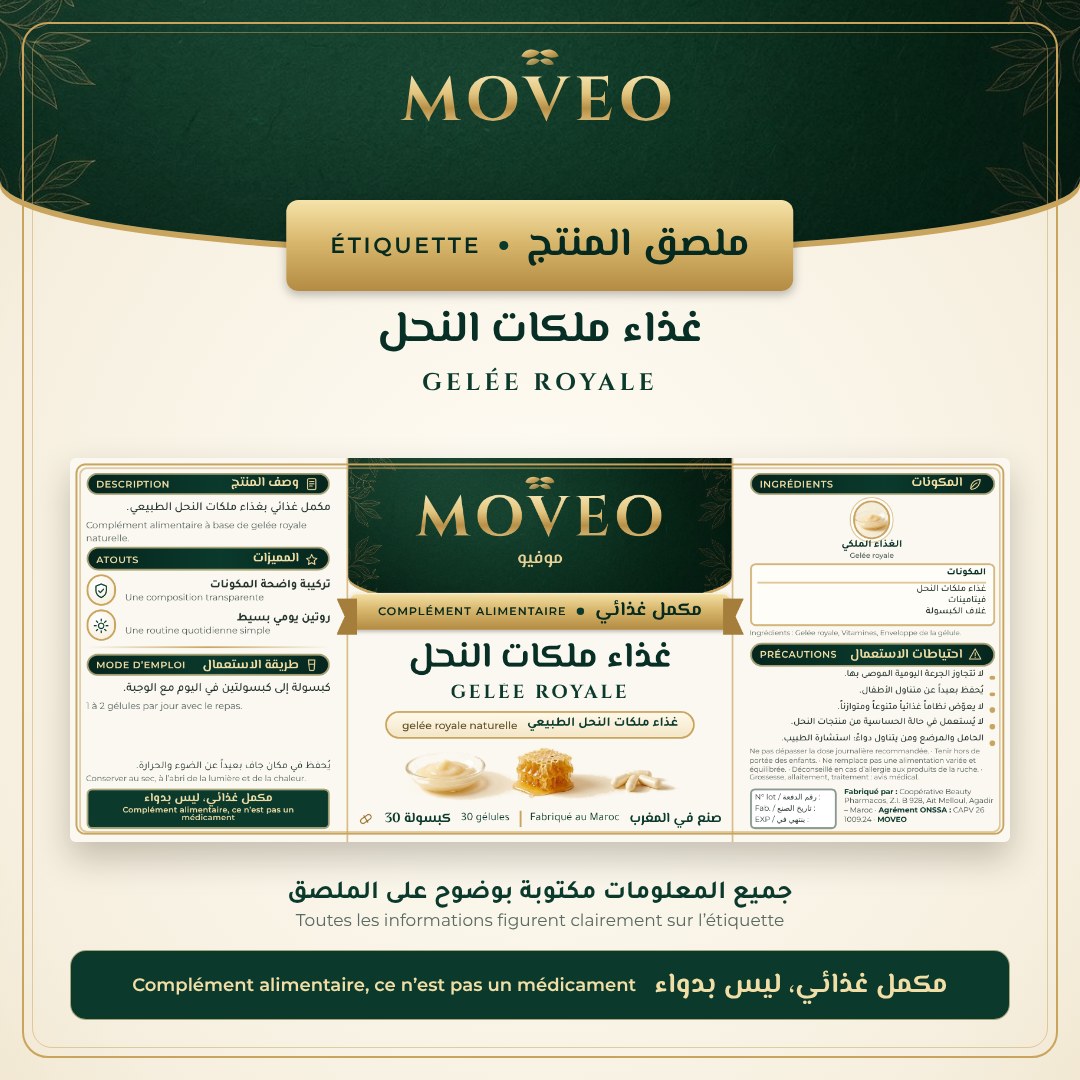 MOVEO
ÉTIQUETTE • ملصق المنتج
غذاء ملكات النحل
GELÉE ROYALE
DESCRIPTION وصف المنتج
مكمل غذائي بغذاء ملكات النحل الطبيعي.
Complément alimentaire à base de gelée royale
naturelle.
ATOUTS المميزات
تركيبة واضحة المكونات
Une composition transparente
روتين يومي بسيط
Une routine quotidienne simple
MODE D'EMPLOI طريقة الاستعمال
كبسولة إلى كبسولتين في اليوم مع الوجبة.
1 à 2 gélules par jour avec le repas.
يُحفظ في مكان جاف بعيداً عن الضوء والحرارة.
Conserver au sec, à l'abri de la lumière et de la chaleur.
مكمل غذائي، ليس بدواء
Complément alimentaire, ce n'est pas un
médicament
MOVEO
موفيو
COMPLÉMENT ALIMENTAIRE • مكمل غذائي
غذاء ملكات النحل
GELÉE ROYALE
gelée royale naturelle غذاء ملكات النحل الطبيعي
30 كبسولة 30 gélules | Fabriqué au Maroc صنع في المغرب
INGRÉDIENTS المكونات
الغذاء الملكي
Gelée royale
المكونات
غذاء ملكات النحل
فيتامينات
غلاف الكبسولة
Ingrédients : Gelée royale, Vitamines, Enveloppe de la gélule.
PRÉCAUTIONS احتياطات الاستعمال
لا تتجاوز الجرعة اليومية الموصى بها.
يُحفظ بعيداً عن متناول الأطفال.
لا يعوّض نظاماً غذائياً متنوعاً ومتوازناً.
لا يُستعمل في حالة الحساسية من منتجات النحل.
الحامل والمرضع ومن يتناول دواءً: استشارة الطبيب.
Ne pas dépasser la dose journalière recommandée. · Tenir hors de
portée des enfants. · Ne remplace pas une alimentation variée et
équilibrée. · Déconseillé en cas d'allergie aux produits de la ruche. ·
Grossesse, allaitement, traitement : avis médical.
N° lot / رقم الدفعة :
Fab. / تاريخ الصنع :
EXP / ينتهي في :
Fabriqué par : Coopérative Beauty
Pharmacos, Z.I. B 928, Ait Melloul, Agadir
– Maroc · Agrément ONSSA : CAPV 26
1009.24 · MOVEO
جميع المعلومات مكتوبة بوضوح على الملصق
Toutes les informations figurent clairement sur l'étiquette
Complément alimentaire, ce n'est pas un médicament مكمل غذائي، ليس بدواء